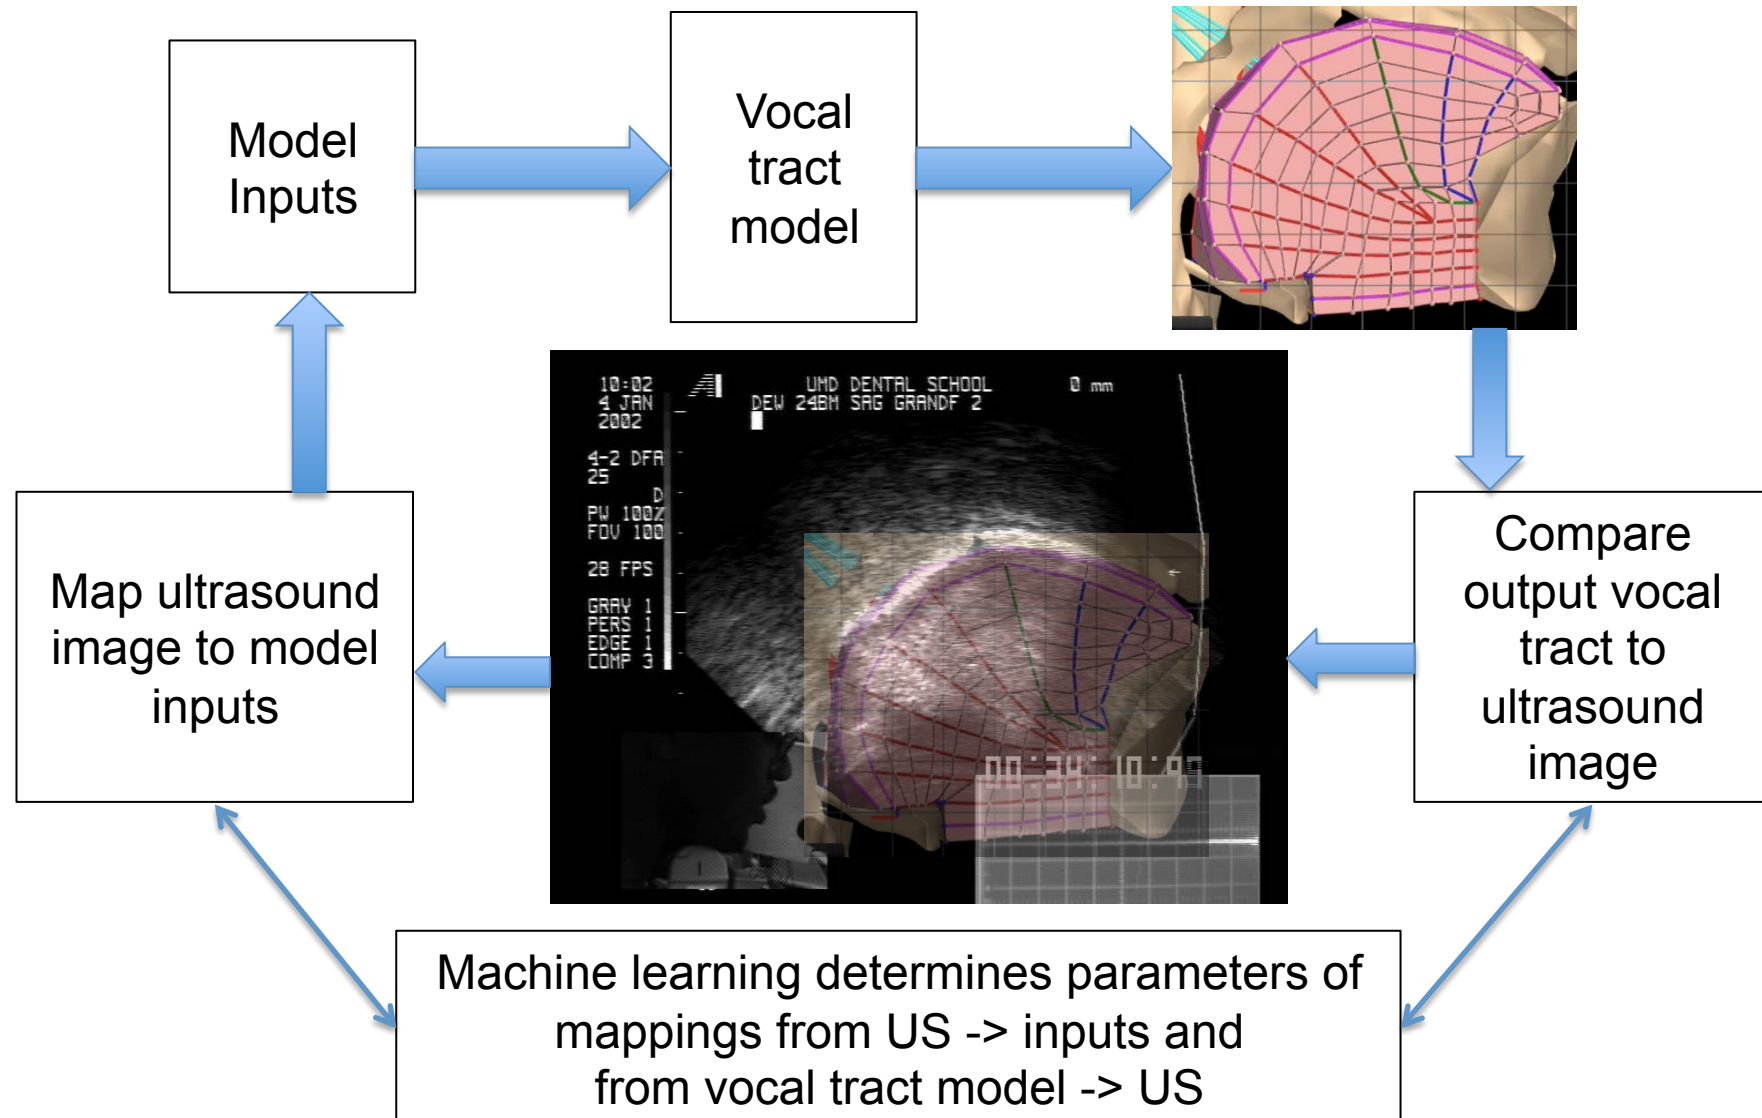 Model
Inputs
Vocal
tract
model
10:02
4 JAN
2002
UMD DENTAL SCHOOL
0 mm
DEW 24BM SAG GRANDF 2
4-2 DFA
25
D
PW 100%
FOV 100
28 FPS
GRAY 1
PERS 1
EDGE 1
COMP 3
Map ultrasound
image to model
inputs
Compare
output vocal
tract to
ultrasound
image
Machine learning determines parameters of
mappings from US -> inputs and
from vocal tract model -> US